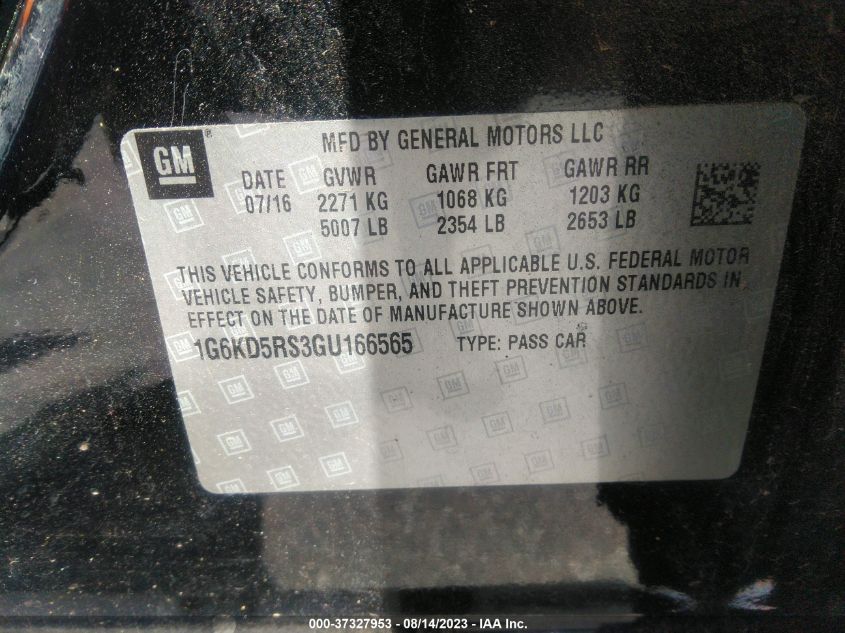 GM
MFD BY GENERAL MOTORS LLC
DATE GVWR GAWR FRT GAWR RR
07/16 2271 KG 1068 KG 1203 KG
5007 LB 2354 LB 2653 LB
THIS VEHICLE CONFORMS TO ALL APPLICABLE U.S. FEDERAL MOTOR
VEHICLE SAFETY, BUMPER, AND THEFT PREVENTION STANDARDS IN
EFFECT ON THE DATE OF MANUFACTURE SHOWN ABOVE.
1G6KD5RS3GU166565 TYPE: PASS CAR
000-37327953 - 08/14/2023 - IAA Inc.